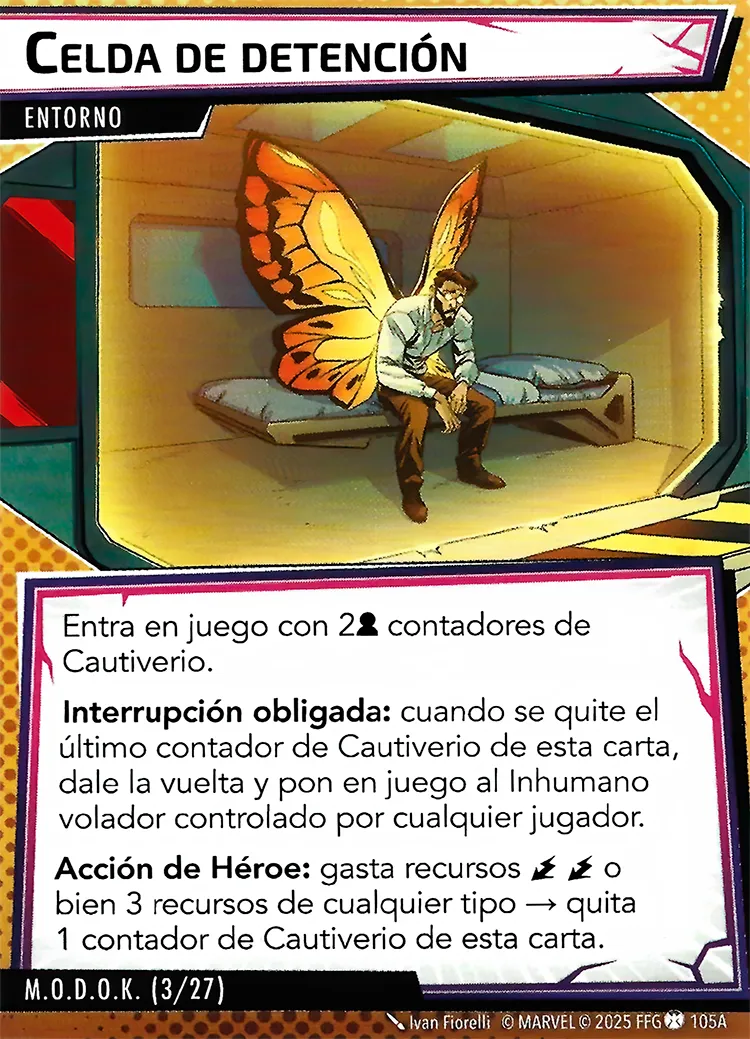 CELDA DE DETENCIÓN
ENTORNO
Entra en juego con 2 contadores de
Cautiverio.
Interrupción obligada: cuando se quite el
último contador de Cautiverio de esta carta,
dale la vuelta y pon en juego al Inhumano
volador controlado por cualquier jugador.
Acción de Héroe: gasta recursos o
bien 3 recursos de cualquier tipo → quita
1 contador de Cautiverio de esta carta.
M.O.D.O.K. (3/27)
Ivan Fiorelli © MARVEL © 2025 FFG 105A